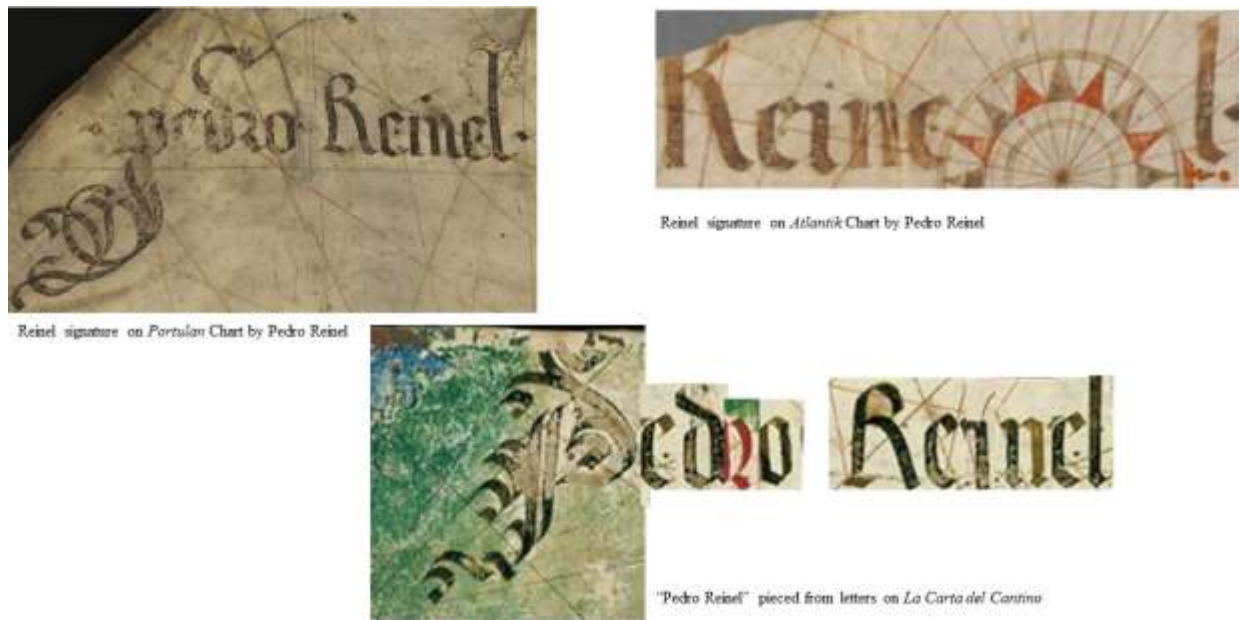 pedro Reinel.
Reinel signature on Portulan Chart by Pedro Reinel
Reinel.
Reinel signature on Atlantik Chart by Pedro Reinel
Pedro Reinel
"Pedro Reinel" pieced from letters on La Carta del Cantino